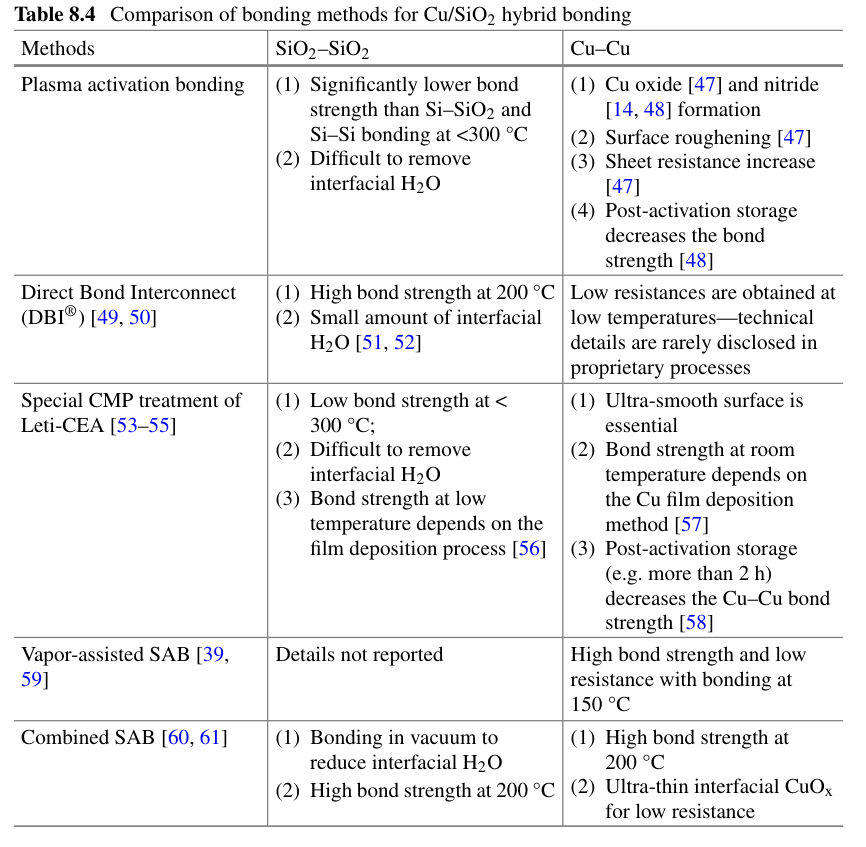 Table 8.4 Comparison of bonding methods for Cu/SiO₂ hybrid bonding
Methods
SiO₂–SiO₂
Cu–Cu
Plasma activation bonding
(1) Significantly lower bond
strength than Si–SiO₂ and
Si–Si bonding at <300 °C
(2) Difficult to remove
interfacial H₂O
(1) Cu oxide [47] and nitride
[14, 48] formation
(2) Surface roughening [47]
(3) Sheet resistance increase
[47]
(4) Post-activation storage
decreases the bond
strength [48]
Direct Bond Interconnect
(DBI®) [49, 50]
(1) High bond strength at 200 °C
(2) Small amount of interfacial
H₂O [51, 52]
Low resistances are obtained at
low temperatures—technical
details are rarely disclosed in
proprietary processes
Special CMP treatment of
Leti-CEA [53–55]
(1) Low bond strength at <
300 °C;
(2) Difficult to remove
interfacial H₂O
(3) Bond strength at low
temperature depends on the
film deposition process [56]
(1) Ultra-smooth surface is
essential
(2) Bond strength at room
temperature depends on
the Cu film deposition
method [57]
(3) Post-activation storage
(e.g. more than 2 h)
decreases the Cu–Cu bond
strength [58]
Vapor-assisted SAB [39,
59]
Details not reported
High bond strength and low
resistance with bonding at
150 °C
Combined SAB [60, 61]
(1) Bonding in vacuum to
reduce interfacial H₂O
(2) High bond strength at 200 °C
(1) High bond strength at
200 °C
(2) Ultra-thin interfacial CuOₓ
for low resistance